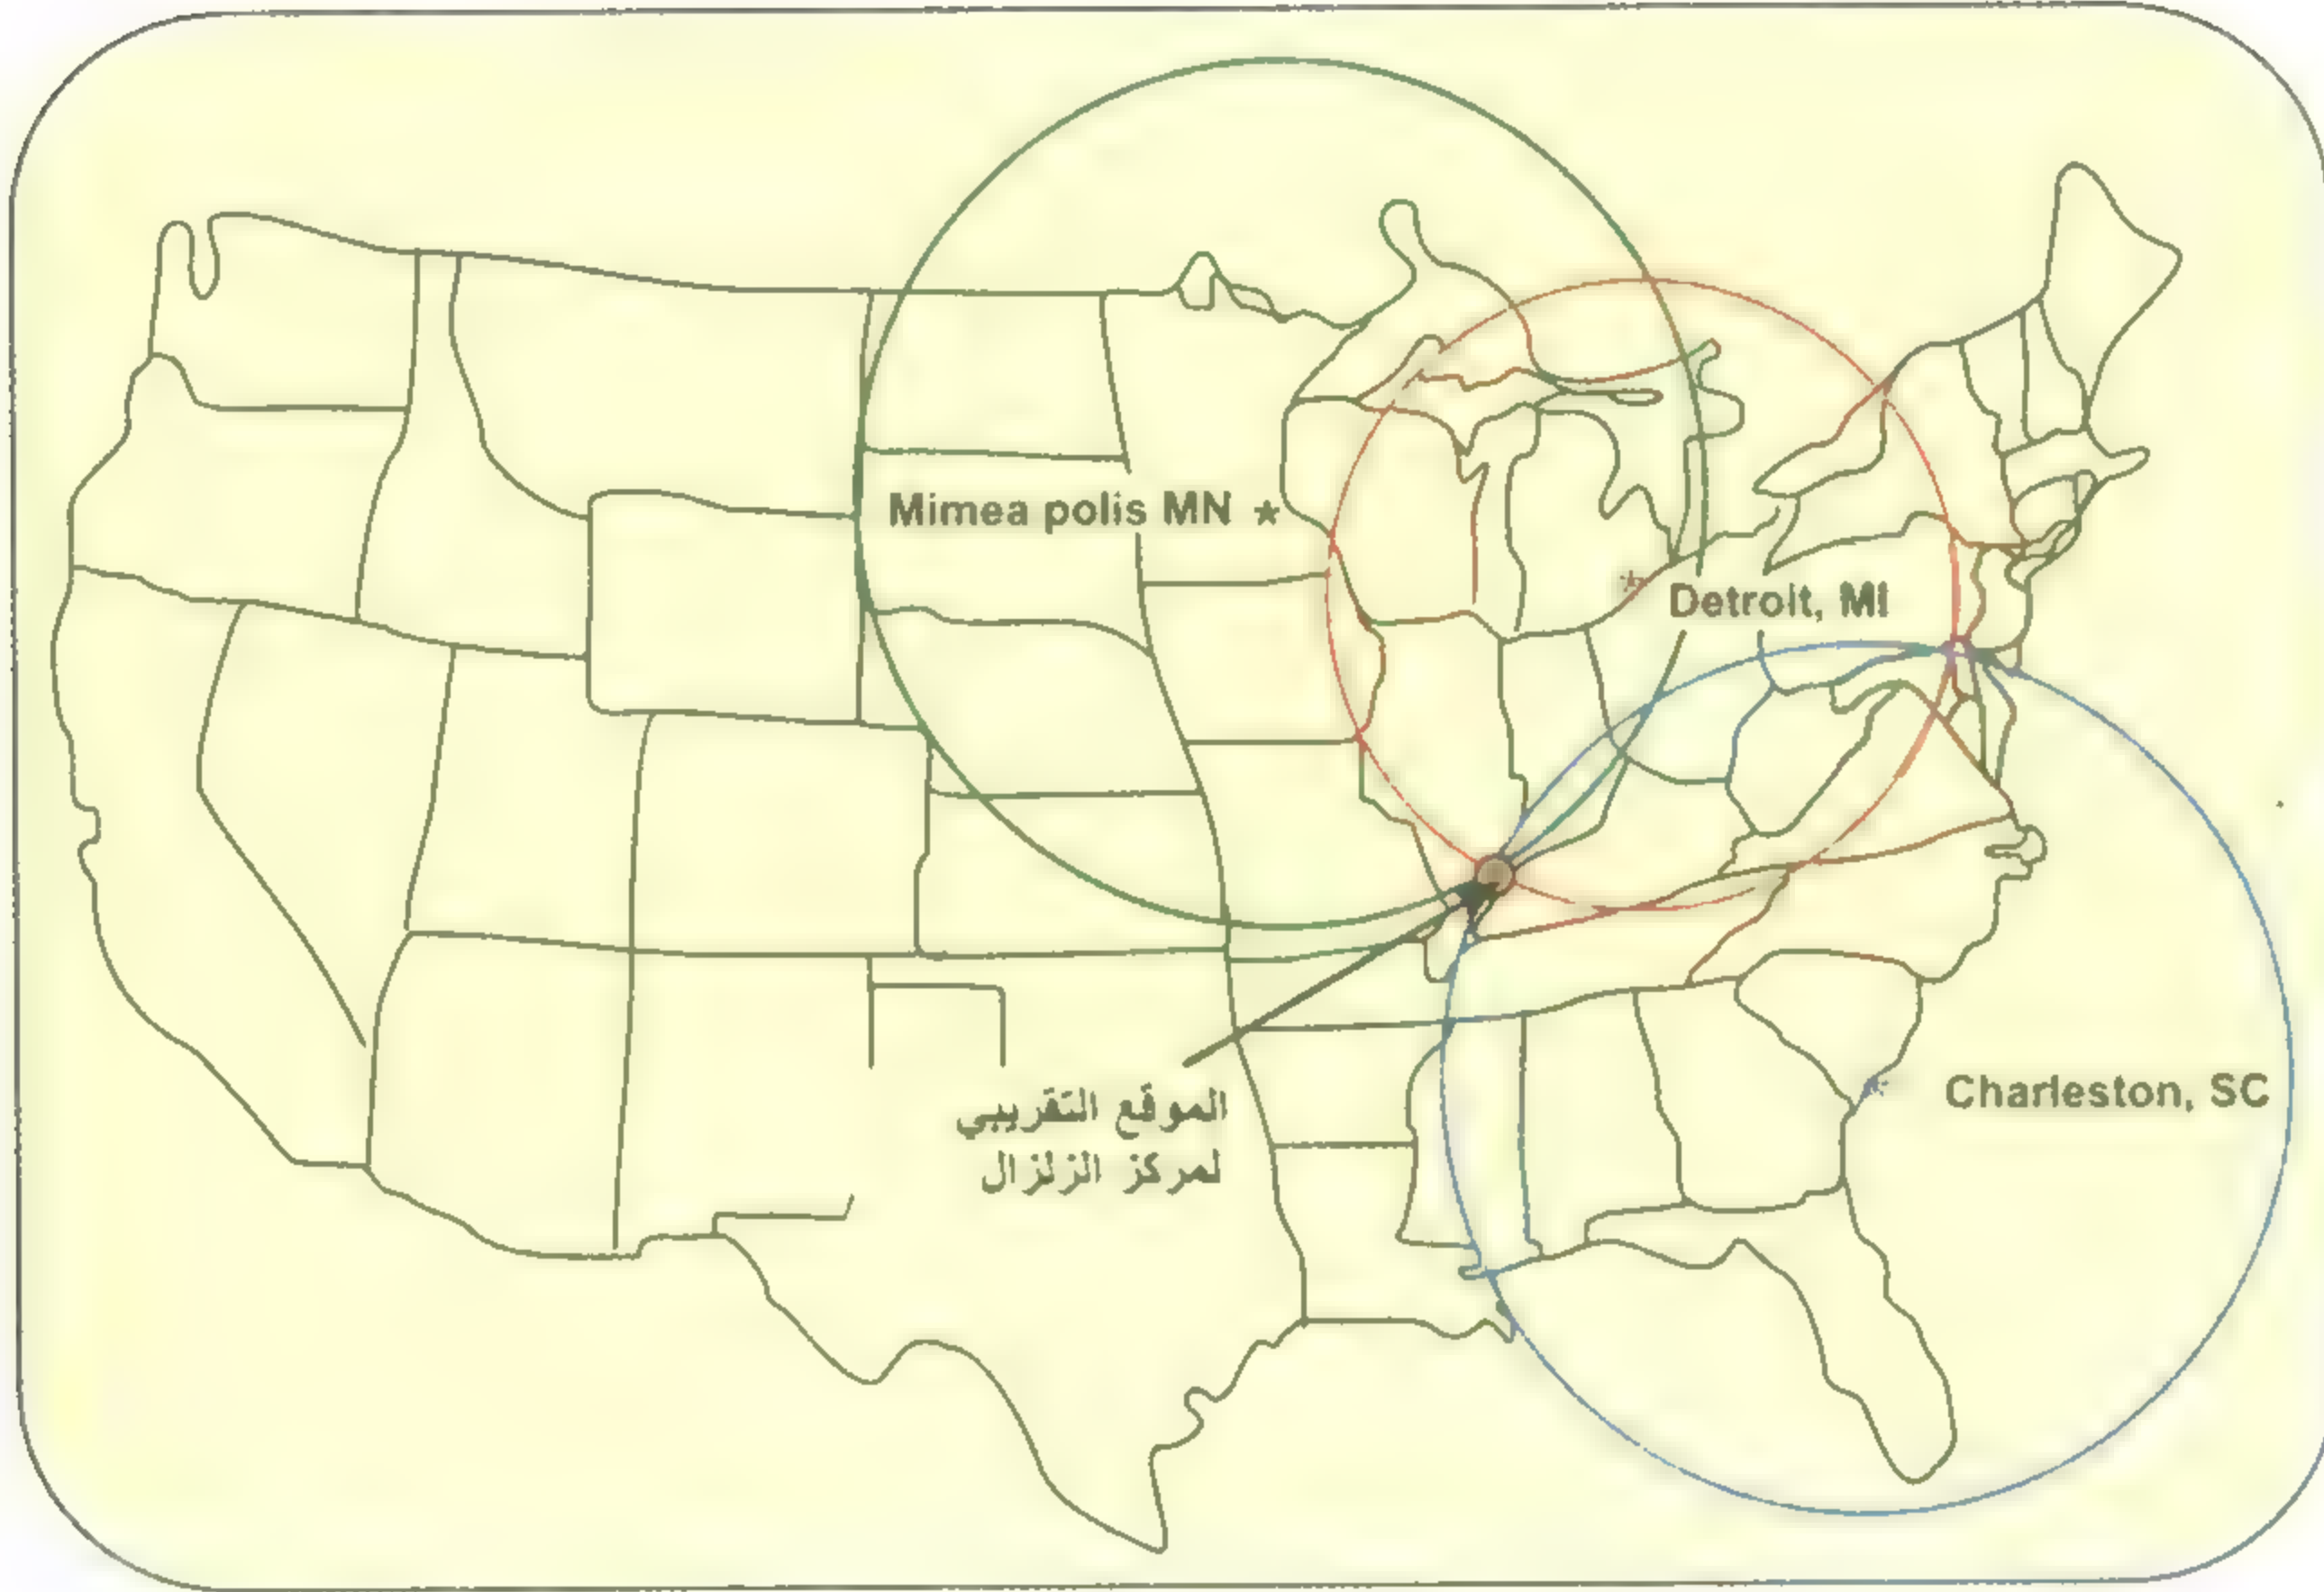 Mimea polis MN
Detroit, MI
Charleston, SC
الموقع التقريبي
لمركز الزلزال